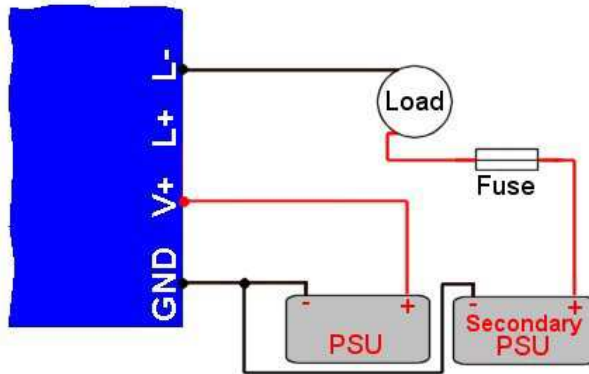 L-
L+
V+
GND
Load
Fuse
- +
PSU
- +
Secondary
PSU